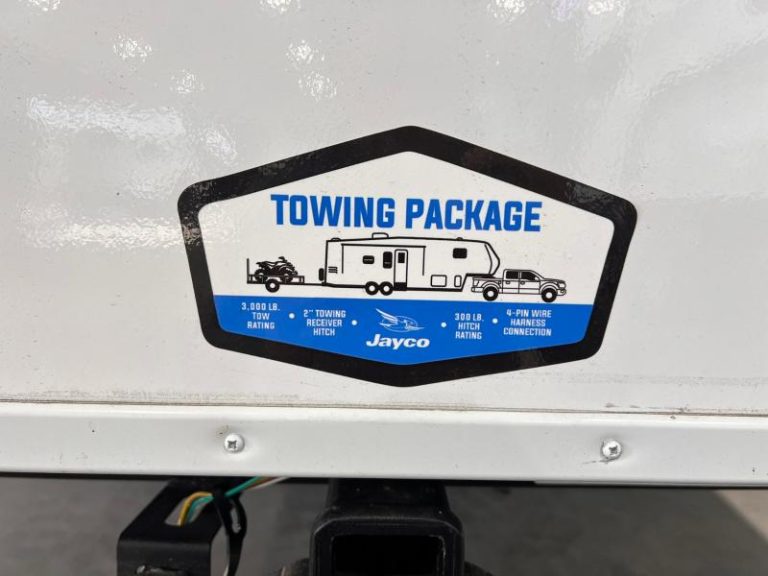 TOWING PACKAGE
3,000 LB.
TOW
RATING
•
2" TOWING
RECEIVER
HITCH
•
Jayco
•
300 LB.
HITCH
RATING
•
4-PIN WIRE
HARNESS
CONNECTION